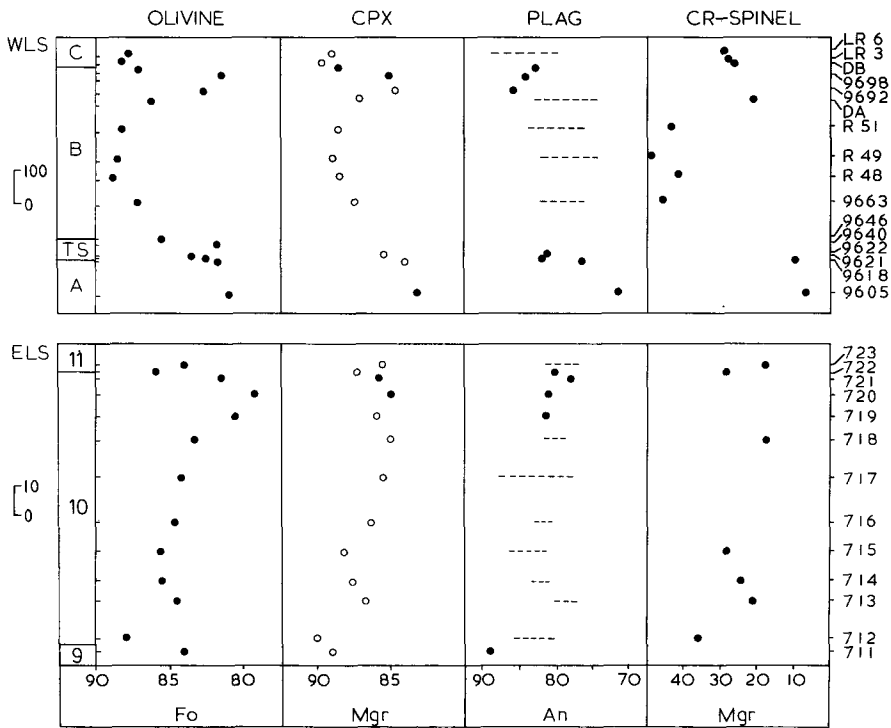 OLIVINE CPX PLAG CR-SPINEL
WLS
C
B
TS
A
100
0
LR 6
LR 3
DB
9698
9692
DA
R 51
R 49
R 48
9663
9646
9640
9622
9621
9618
9605
ELS
11
10
9
10
0
723
722
721
720
719
718
717
716
715
714
713
712
711
90 85 80 90 85 90 80 70 40 30 20 10
Fo Mgr An Mgr